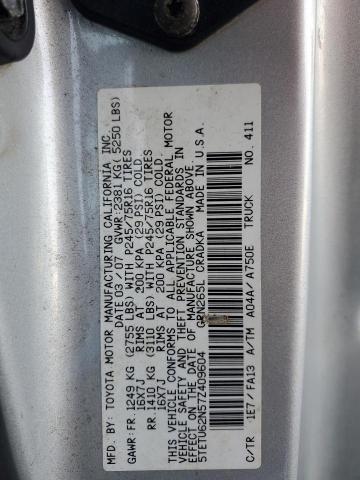 MFD. BY: TOYOTA MOTOR MANUFACTURING CALIFORNIA INC.
DATE 03/07 GVWR:2381 KG( 5250 LBS)
GAWR:FR.1249 KG (2755 LBS)WITH P245/75R16 TIRES
16X7J RIMS AT 200 KPA (29 PSI)COLD.
RR.1410 KG (3110 LBS)WITH P245/75R16 TIRES
16X7J RIMS AT 200 KPA (29 PSI)COLD.
VEHICLE CONFORMS TO ALL APPLICABLE FEDERAL MOTOR
VEHICLE SAFETY AND THEFT PREVENTION STANDARDS IN
EFFECT ON THE DATE OF MANUFACTURE SHOWN ABOVE.
5TETU62N57Z409604 CRADKA MADE IN U.S.A.
C/TR 1E7/FA13 A/TM A04A/A750E TRUCK NO. 411